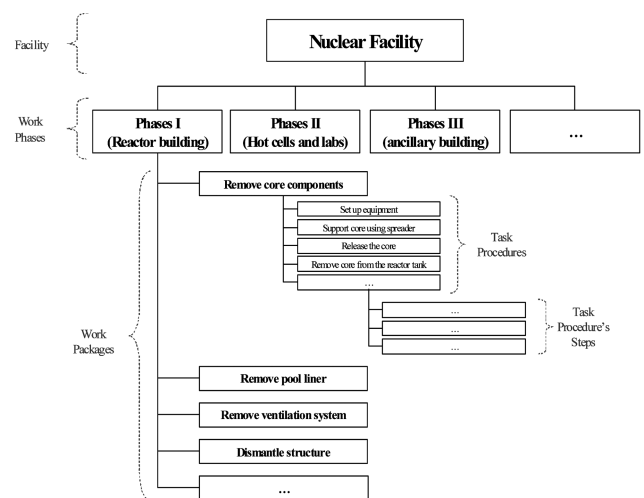 Facility
Nuclear Facility
Work
Phases
Phases I
(Reactor building)
Phases II
(Hot cells and labs)
Phases III
(ancillary building)
…
Remove core components
Set up equipment
Support core using spreader
Release the core
Remove core from the reactor tank
…
Task
Procedures
…
…
…
Task
Procedure's
Steps
Work
Packages
Remove pool liner
Remove ventilation system
Dismantle structure
…